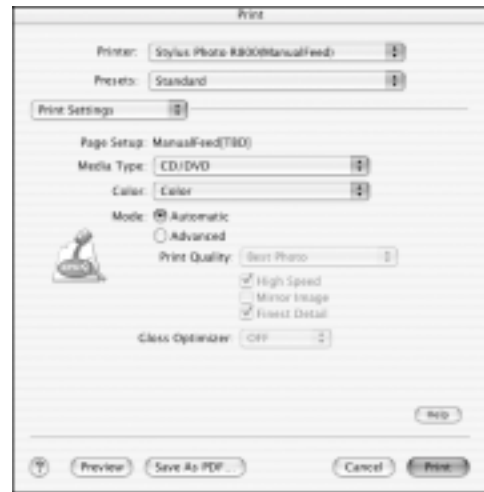 Print
Printer: Stylus Photo R800(ManualFeed)
Presets: Standard
Print Settings
Page Setup: ManualFeed(TBD)
Media Type: CD/DVD
Color: Color
Mode: Automatic
Advanced
Print Quality: Best Photo
High Speed
Mirror Image
Finest Detail
Gloss Optimizer: OFF
Help
? Preview Save As PDF... Cancel Print